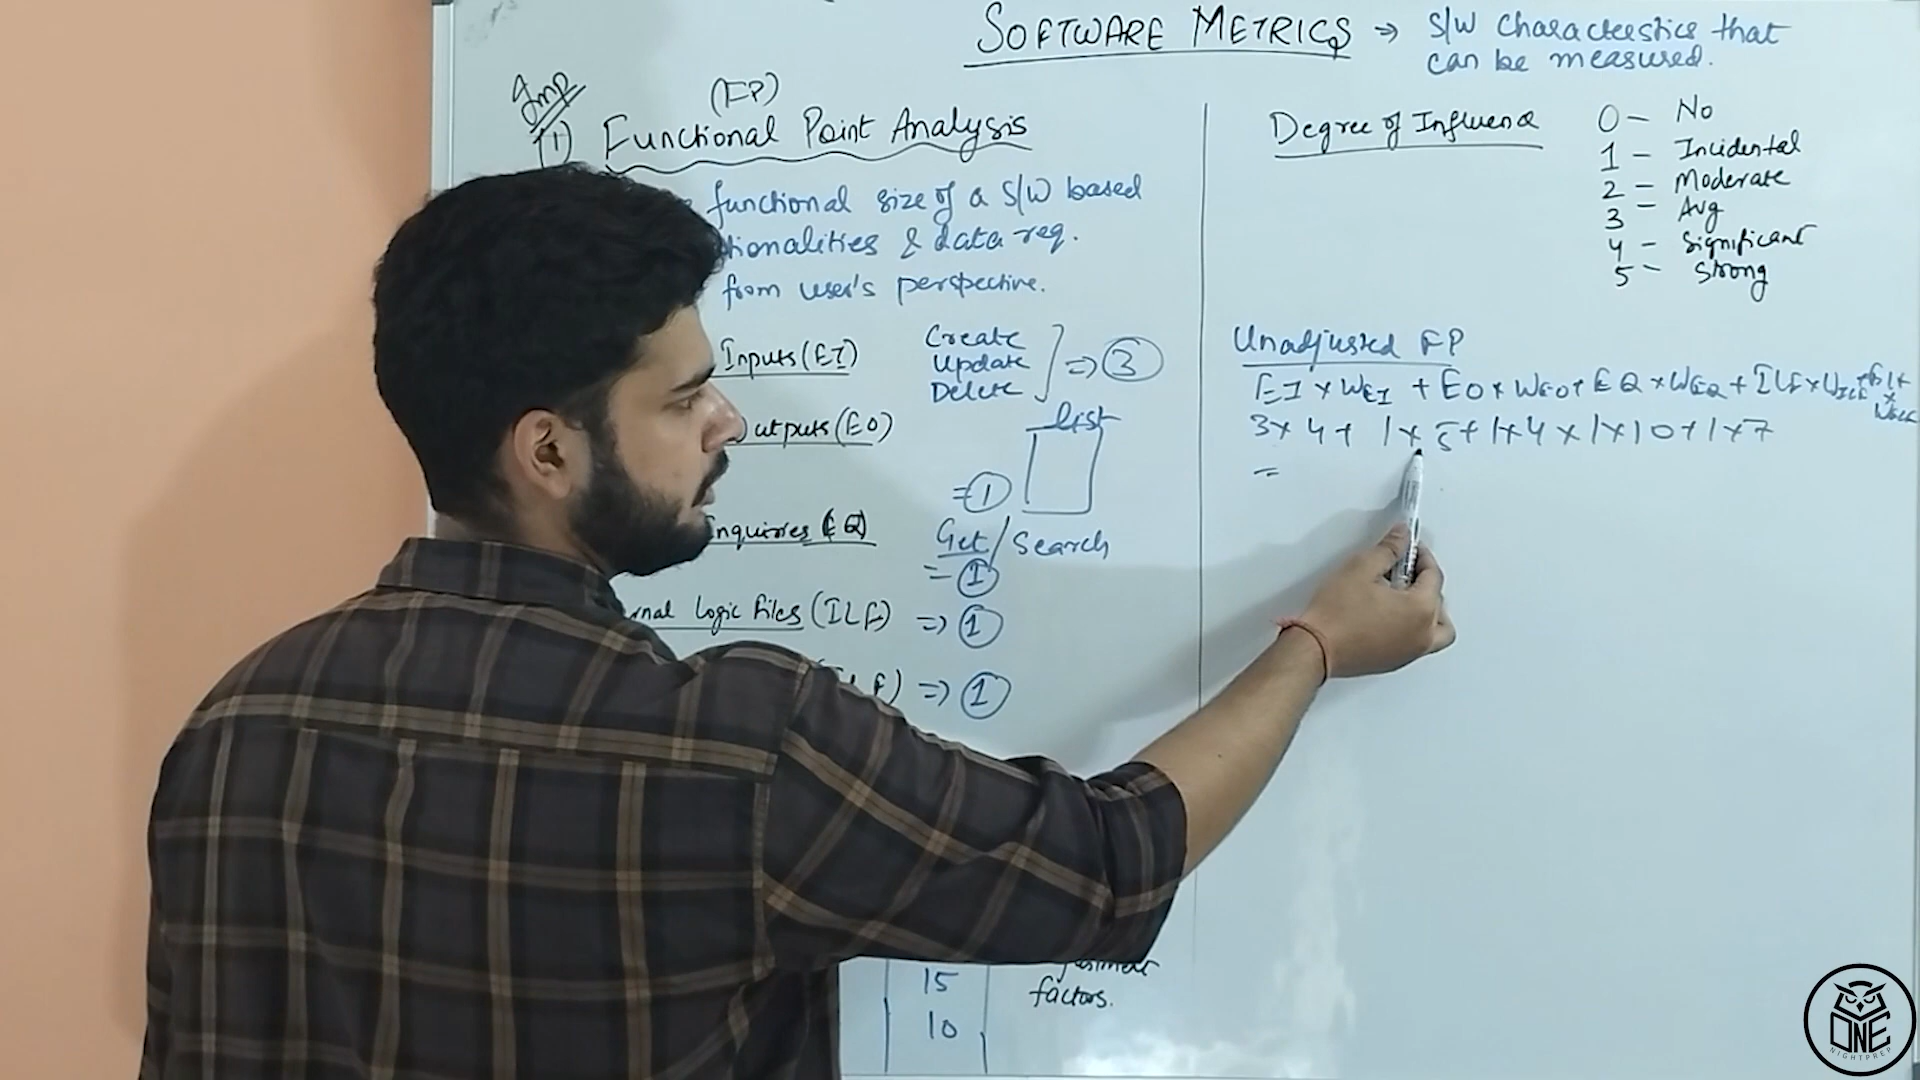 SOFTWARE METRICS → S/W Characteristics that
can be measured.
Imp
(FP)
(1) Functional Point Analysis
functional size of a S/W based
tionalities & data req.
from user's perspective.
Inputs (EI)
Create
Update
Delete
=> 3
utputs (EO)
list
= 1
Inquiries (EQ)
Get / Search
= 1
rnal Logic Files (ILF) => 1
F) => 1
15
10
factors.
Degree of Influence
0 - No
1 - Incidental
2 - Moderate
3 - Avg
4 - Significant
5 - Strong
Unadjusted FP
EI x WEI + EO x WEO + EQ x WEQ + ILF x WILF +
3 x 4 + 1 x 5 + 1 x 4 x 1 x 10 + 1 x 7
=
ONE
NIGHTPREP